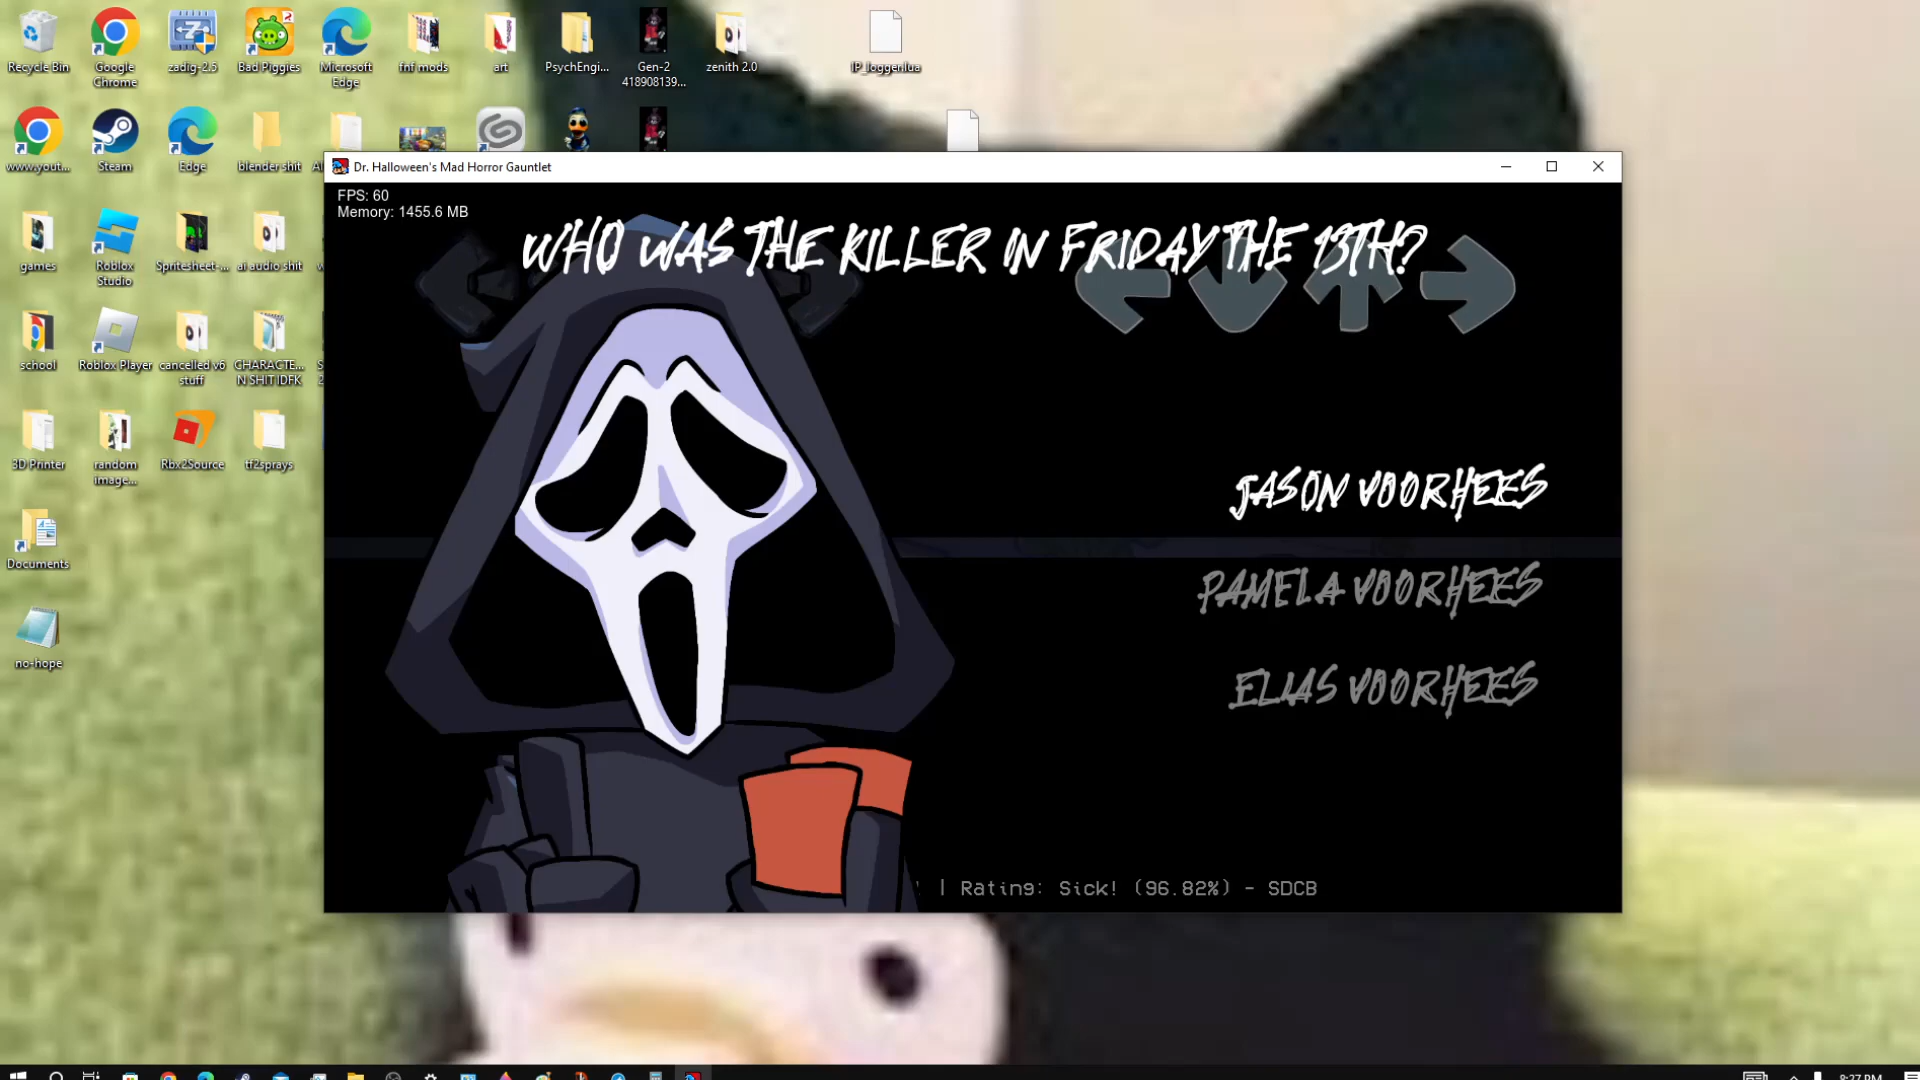 Recycle Bin
Google Chrome
zadig-2.5
Bad Piggies
Microsoft Edge
fnf mods
art
PsychEngi...
Gen-2 418908139...
zenith 2.0
IP_logger.lua
www.yout...
Steam
Edge
blender shit
Dr. Halloween's Mad Horror Gauntlet
FPS: 60
Memory: 1455.6 MB
WHO WAS THE KILLER IN FRIDAY THE 13TH?
games
Roblox Studio
Spritesheet-...
ai audio shit
school
Roblox Player
cancelled v6 stuff
CHARACTE... N SHIT IDFK
JASON VOORHEES
3D Printer
random image...
Rbx2Source
tf2sprays
PAMELA VOORHEES
Documents
ELIAS VOORHEES
no-hope
| Rating: Sick! (96.82%) - SDCB
8:27 PM